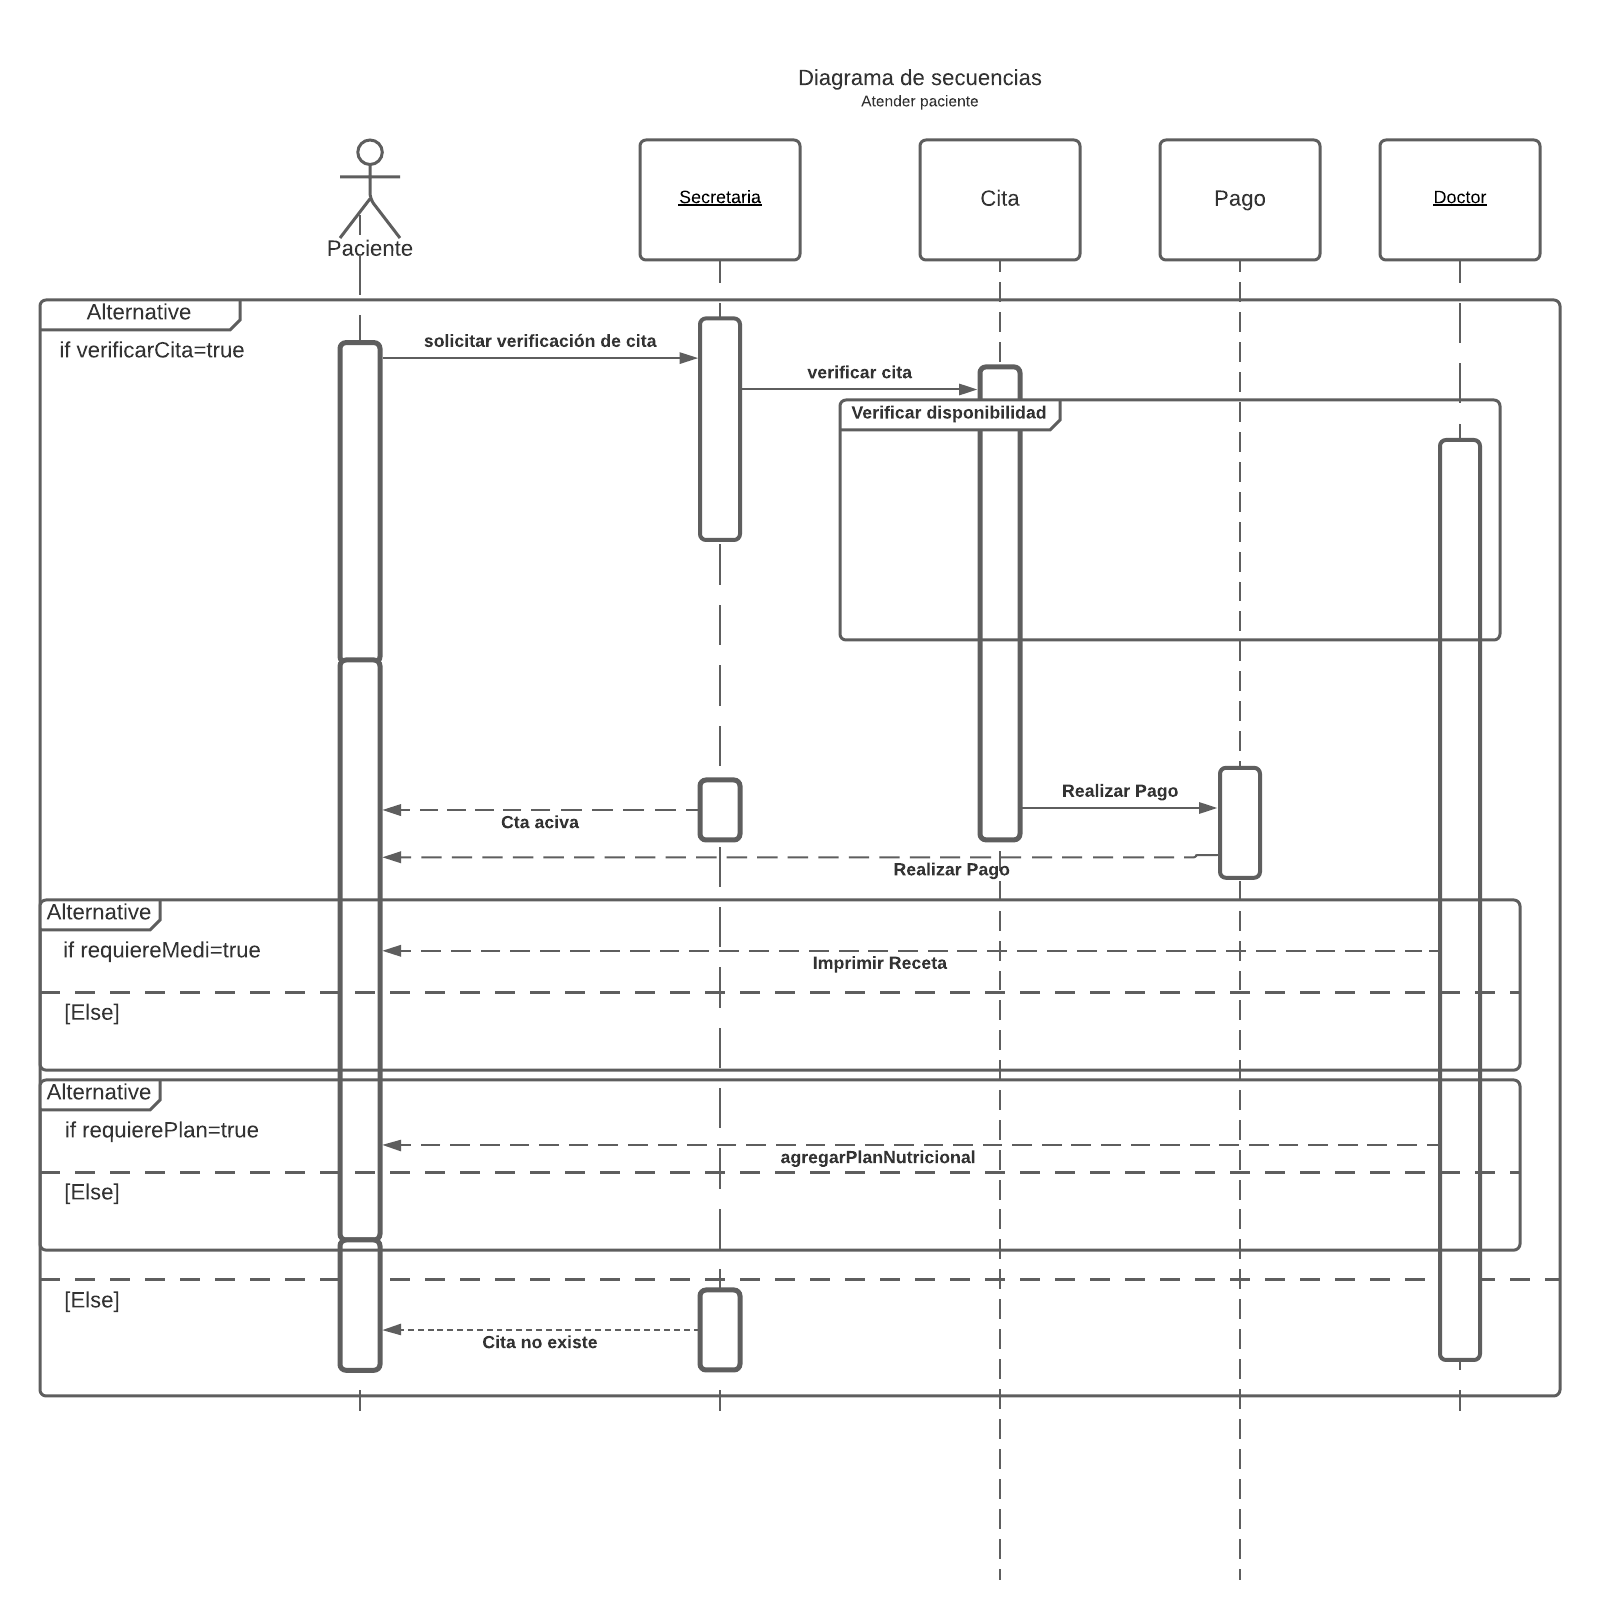 Diagrama de secuencias
Atender paciente
Paciente
Secretaria
Cita
Pago
Doctor
Alternative
if verificarCita=true
solicitar verificación de cita
verificar cita
Verificar disponibilidad
Realizar Pago
Cta aciva
Realizar Pago
Alternative
if requiereMedi=true
Imprimir Receta
[Else]
Alternative
if requierePlan=true
agregarPlanNutricional
[Else]
[Else]
Cita no existe